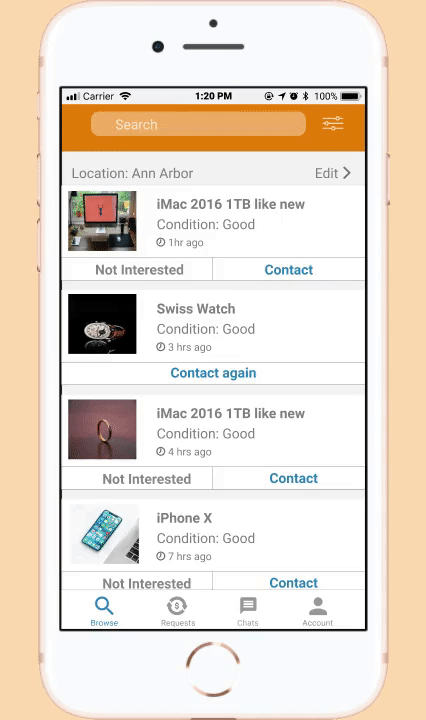 Carrier 1:20 PM 100%
Search
Location: Ann Arbor Edit
iMac 2016 1TB like new
Condition: Good
1hr ago
Not Interested Contact
Swiss Watch
Condition: Good
3 hrs ago
Contact again
iMac 2016 1TB like new
Condition: Good
4 hrs ago
Not Interested Contact
iPhone X
Condition: Good
7 hrs ago
Not Interested Contact
Browse Requests Chats Account